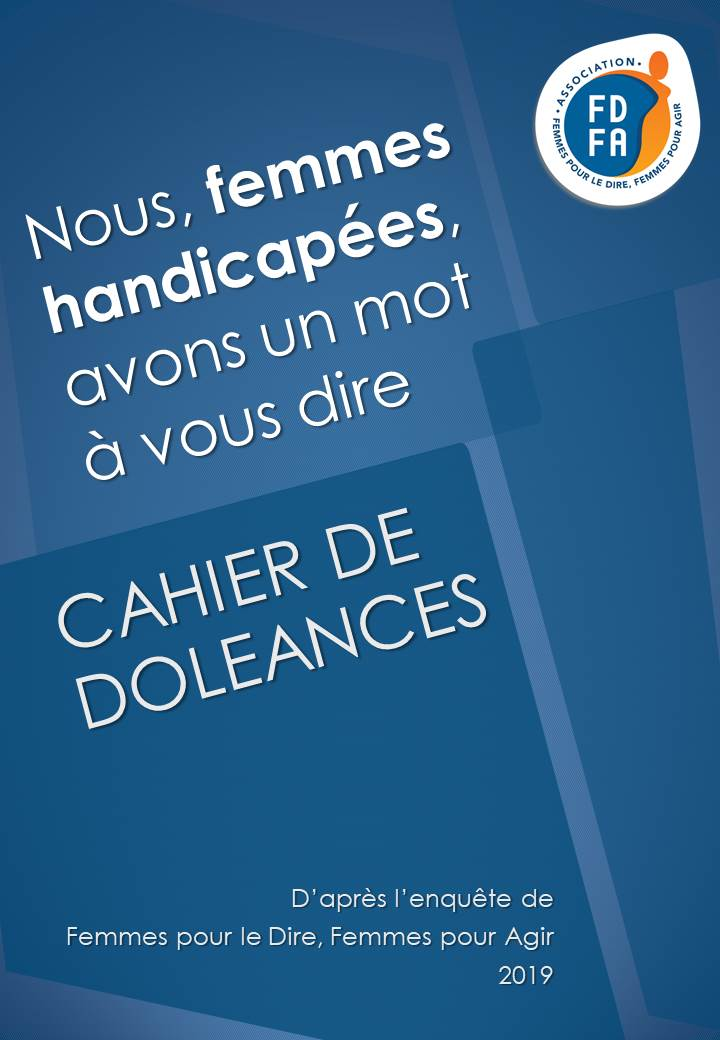 • ASSOCIATION •
FEMMES POUR LE DIRE, FEMMES POUR AGIR
FD
FA
Nous, femmes
handicapées,
avons un mot
à vous dire
CAHIER DE
DOLEANCES
D’après l’enquête de
Femmes pour le Dire, Femmes pour Agir
2019